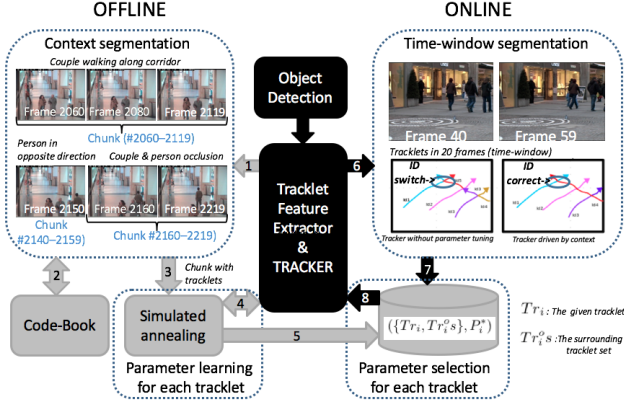 OFFLINE
ONLINE
Context segmentation
Couple walking along corridor
Frame 2060
Frame 2080
Frame 2119
Chunk (#2060–2119)
Person in
opposite direction
Couple & person occlusion
Frame 2150
Frame 2160
Frame 2219
Chunk
#2140–2159)
Chunk #2160–2219)
Object
Detection
Tracklet
Feature
Extractor
&
TRACKER
Time-window segmentation
Frame 40
Frame 59
Tracklets in 20 frames (time-window)
ID
switch->
ID
correct->
Tracker without parameter tuning
Tracker driven by context
1
6
2
3
Chunk with
tracklets
4
5
7
8
Code-Book
Simulated
annealing
Parameter learning
for each tracklet
({Tr_i, Tr_i^o s}, P_i^*)
Parameter selection
for each tracklet
Tr_i : The given tracklet
Tr_i^o s :The surrounding
tracklet set